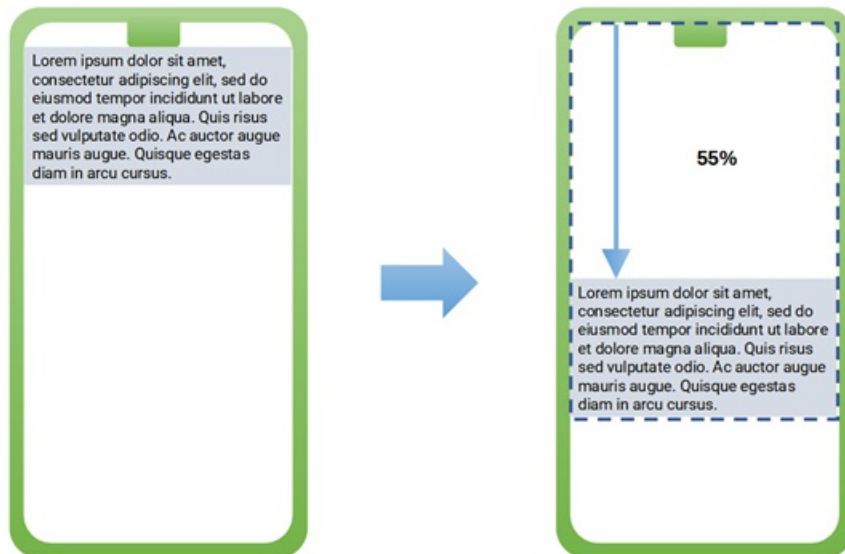 Lorem ipsum dolor sit amet,
consectetur adipiscing elit, sed do
eiusmod tempor incididunt ut labore
et dolore magna aliqua. Quis risus
sed vulputate odio. Ac auctor augue
mauris augue. Quisque egestas
diam in arcu cursus.
55%
Lorem ipsum dolor sit amet,
consectetur adipiscing elit, sed do
eiusmod tempor incididunt ut labore
et dolore magna aliqua. Quis risus
sed vulputate odio. Ac auctor augue
mauris augue. Quisque egestas
diam in arcu cursus.